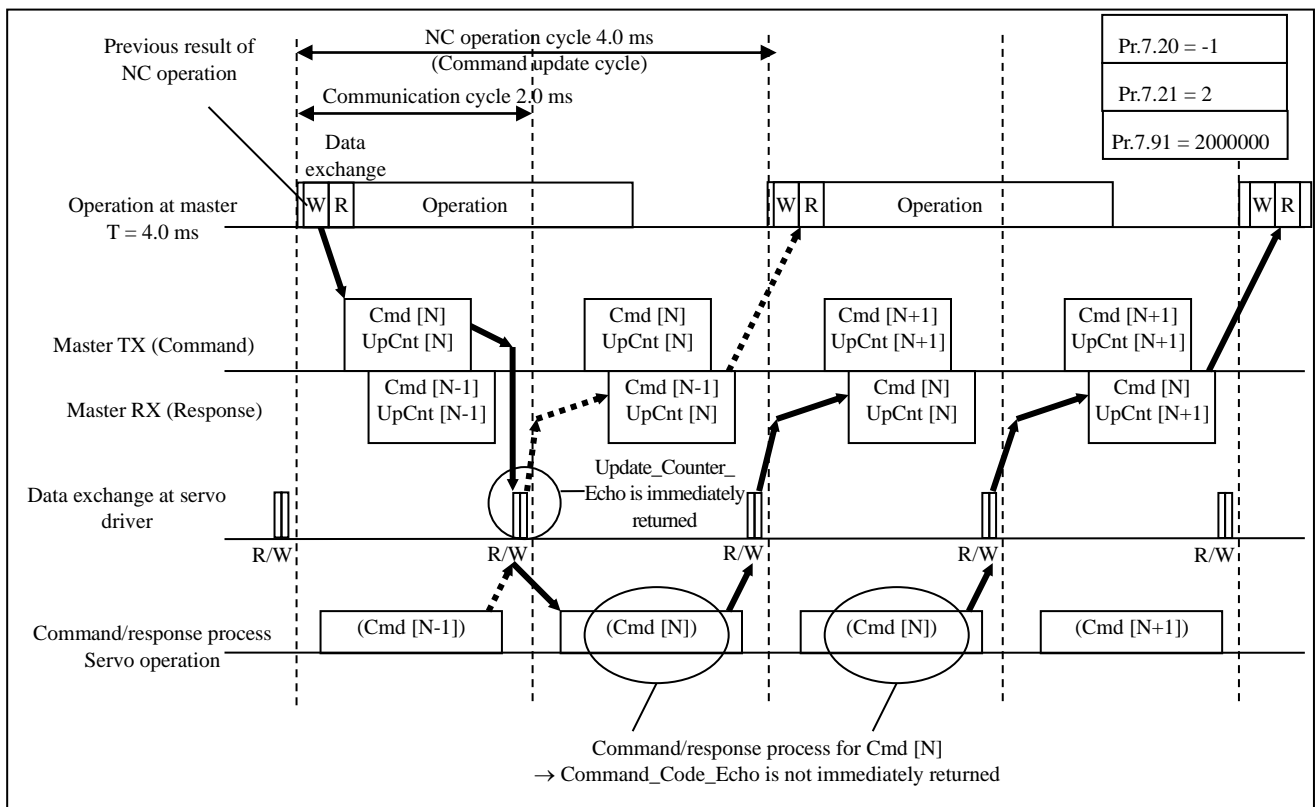 Previous result of
NC operation
NC operation cycle 4.0 ms
(Command update cycle)
Communication cycle 2.0 ms
Pr.7.20 = -1
Pr.7.21 = 2
Pr.7.91 = 2000000
Data
exchange
Operation at master
T = 4.0 ms
W
R
Operation
W
R
Operation
W
R
Master TX (Command)
Cmd [N]
UpCnt [N]
Cmd [N]
UpCnt [N]
Cmd [N+1]
UpCnt [N+1]
Cmd [N+1]
UpCnt [N+1]
Master RX (Response)
Cmd [N-1]
UpCnt [N-1]
Cmd [N-1]
UpCnt [N]
Cmd [N]
UpCnt [N]
Cmd [N]
UpCnt [N+1]
Update_Counter_
Echo is immediately
returned
Data exchange at servo
driver
R/W
R/W
R/W
R/W
R/W
Command/response process
Servo operation
(Cmd [N-1])
(Cmd [N])
(Cmd [N])
(Cmd [N+1])
Command/response process for Cmd [N]
→ Command_Code_Echo is not immediately returned